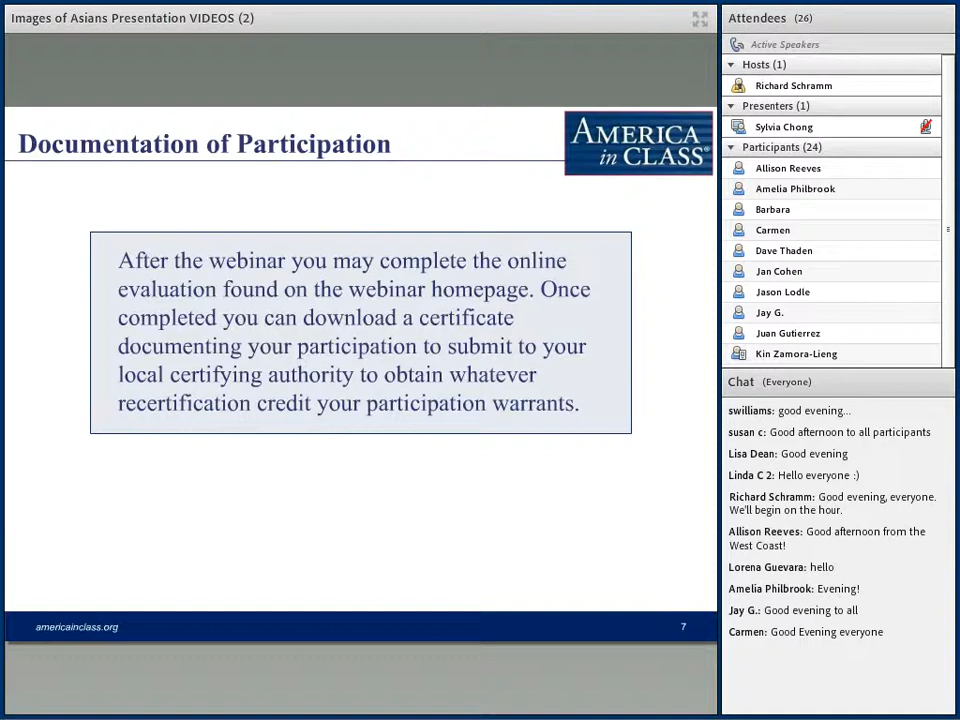 Images of Asians Presentation VIDEOS (2)
Documentation of Participation
AMERICA
in CLASS®
After the webinar you may complete the online
evaluation found on the webinar homepage. Once
completed you can download a certificate
documenting your participation to submit to your
local certifying authority to obtain whatever
recertification credit your participation warrants.
americainclass.org
7
Attendees (26)
Active Speakers
Hosts (1)
Richard Schramm
Presenters (1)
Sylvia Chong
Participants (24)
Allison Reeves
Amelia Philbrook
Barbara
Carmen
Dave Thaden
Jan Cohen
Jason Lodle
Jay G.
Juan Gutierrez
Kin Zamora-Lieng
Chat (Everyone)
swilliams: good evening...
susan c: Good afternoon to all participants
Lisa Dean: Good evening
Linda C 2: Hello everyone :)
Richard Schramm: Good evening, everyone.
We'll begin on the hour.
Allison Reeves: Good afternoon from the
West Coast!
Lorena Guevara: hello
Amelia Philbrook: Evening!
Jay G.: Good evening to all
Carmen: Good Evening everyone